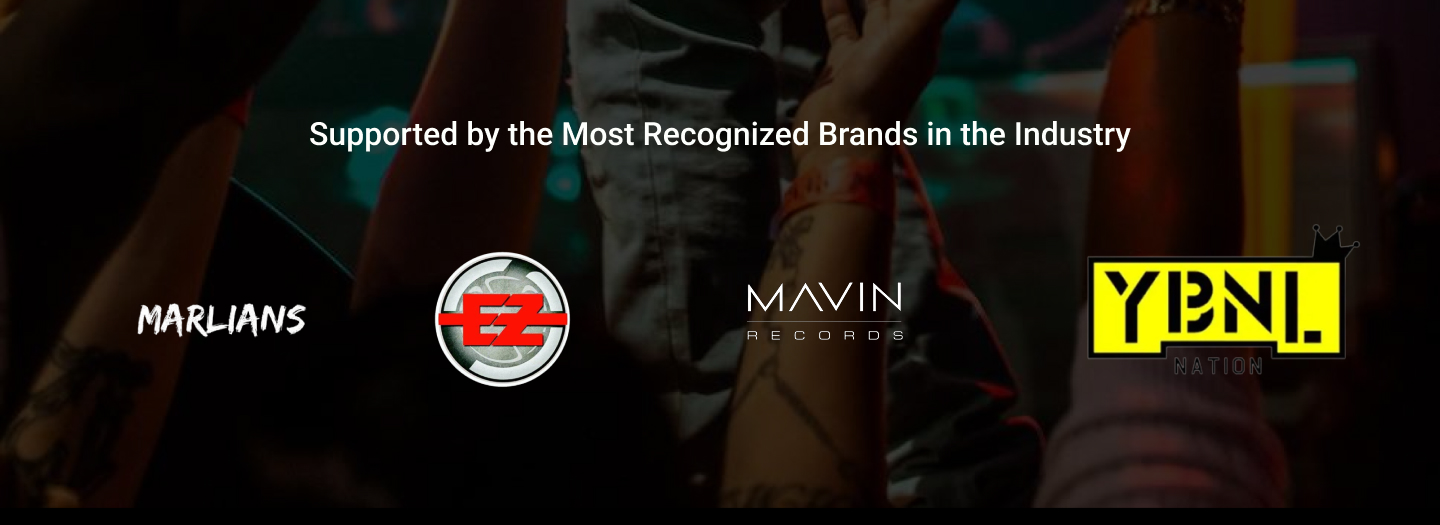 Supported by the Most Recognized Brands in the Industry
MARLIANS
EZ
MAVIN
RECORDS
YBNL
NATION